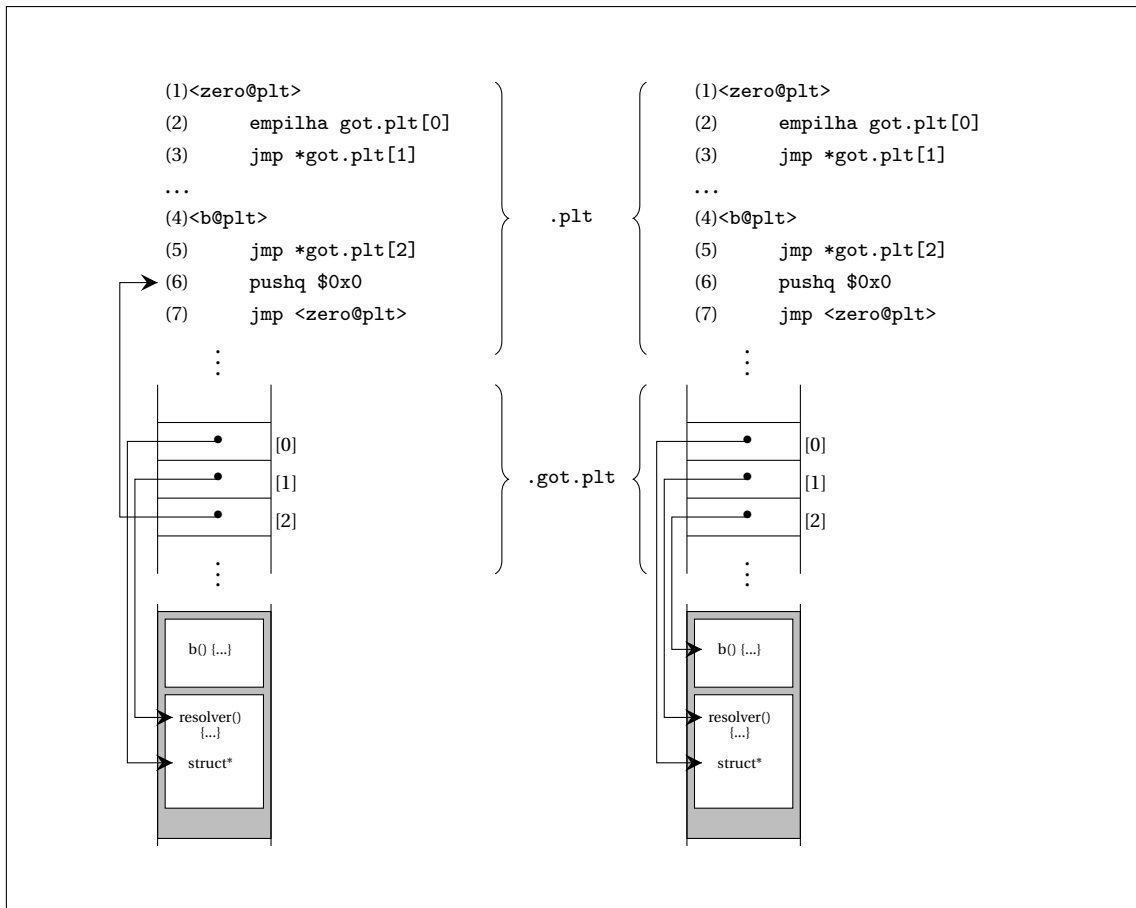 (1)<zero@plt>
(2) empilha got.plt[0]
(3) jmp *got.plt[1]
...
(4)<b@plt>
(5) jmp *got.plt[2]
(6) pushq $0x0
(7) jmp <zero@plt>
[0]
[1]
[2]
b() {...}
resolver()
{...}
struct*
.plt
.got.plt
(1)<zero@plt>
(2) empilha got.plt[0]
(3) jmp *got.plt[1]
...
(4)<b@plt>
(5) jmp *got.plt[2]
(6) pushq $0x0
(7) jmp <zero@plt>
[0]
[1]
[2]
b() {...}
resolver()
{...}
struct*